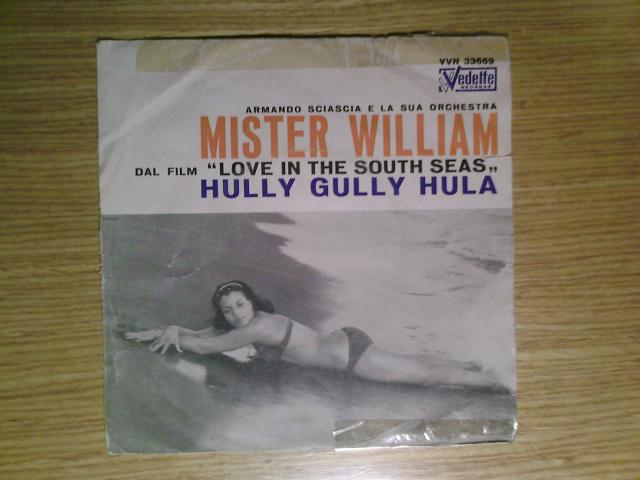 VVN 33669
Vedette
RECORDS
ARMANDO SCIASCIA E LA SUA ORCHESTRA
MISTER WILLIAM
DAL FILM “LOVE IN THE SOUTH SEAS„
HULLY GULLY HULA